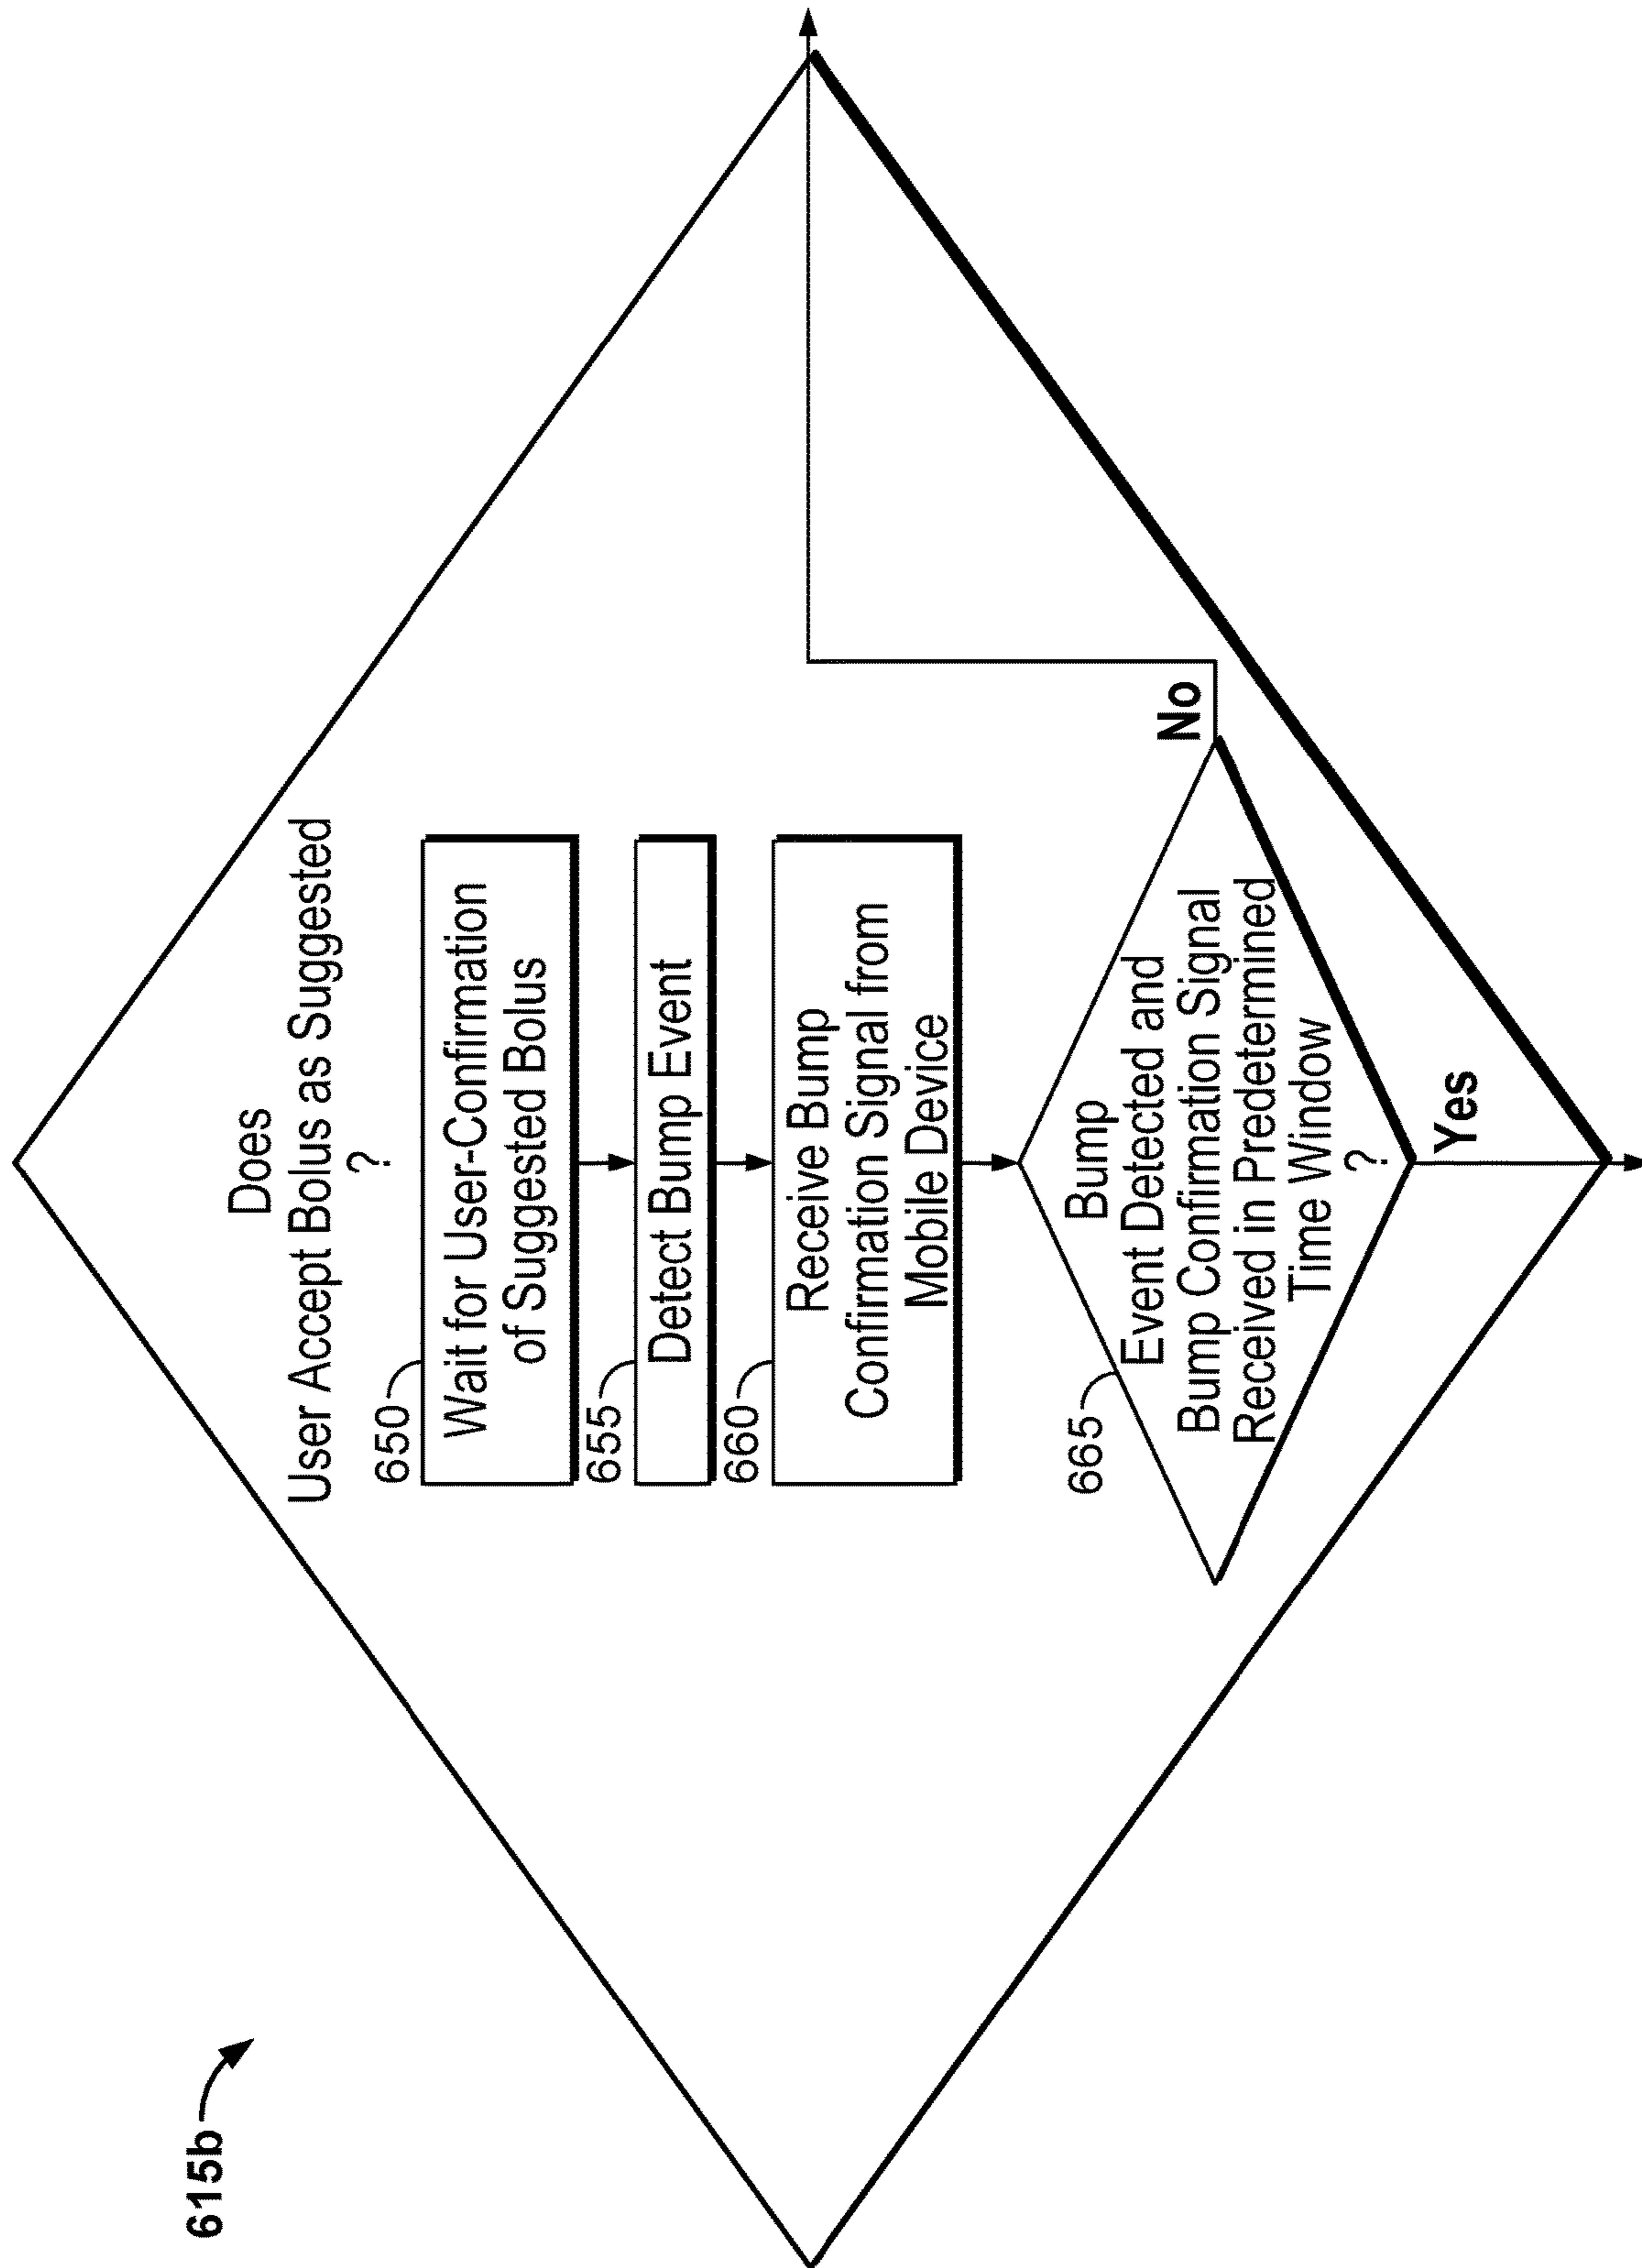 615b
Does
User Accept Bolus as Suggested
?
650
Wait for User-Confirmation
of Suggested Bolus
655
Detect Bump Event
660
Receive Bump
Confirmation Signal from
Mobile Device
665
Bump
Event Detected and
Bump Confirmation Signal
Received in Predetermined
Time Window
?
No
Yes